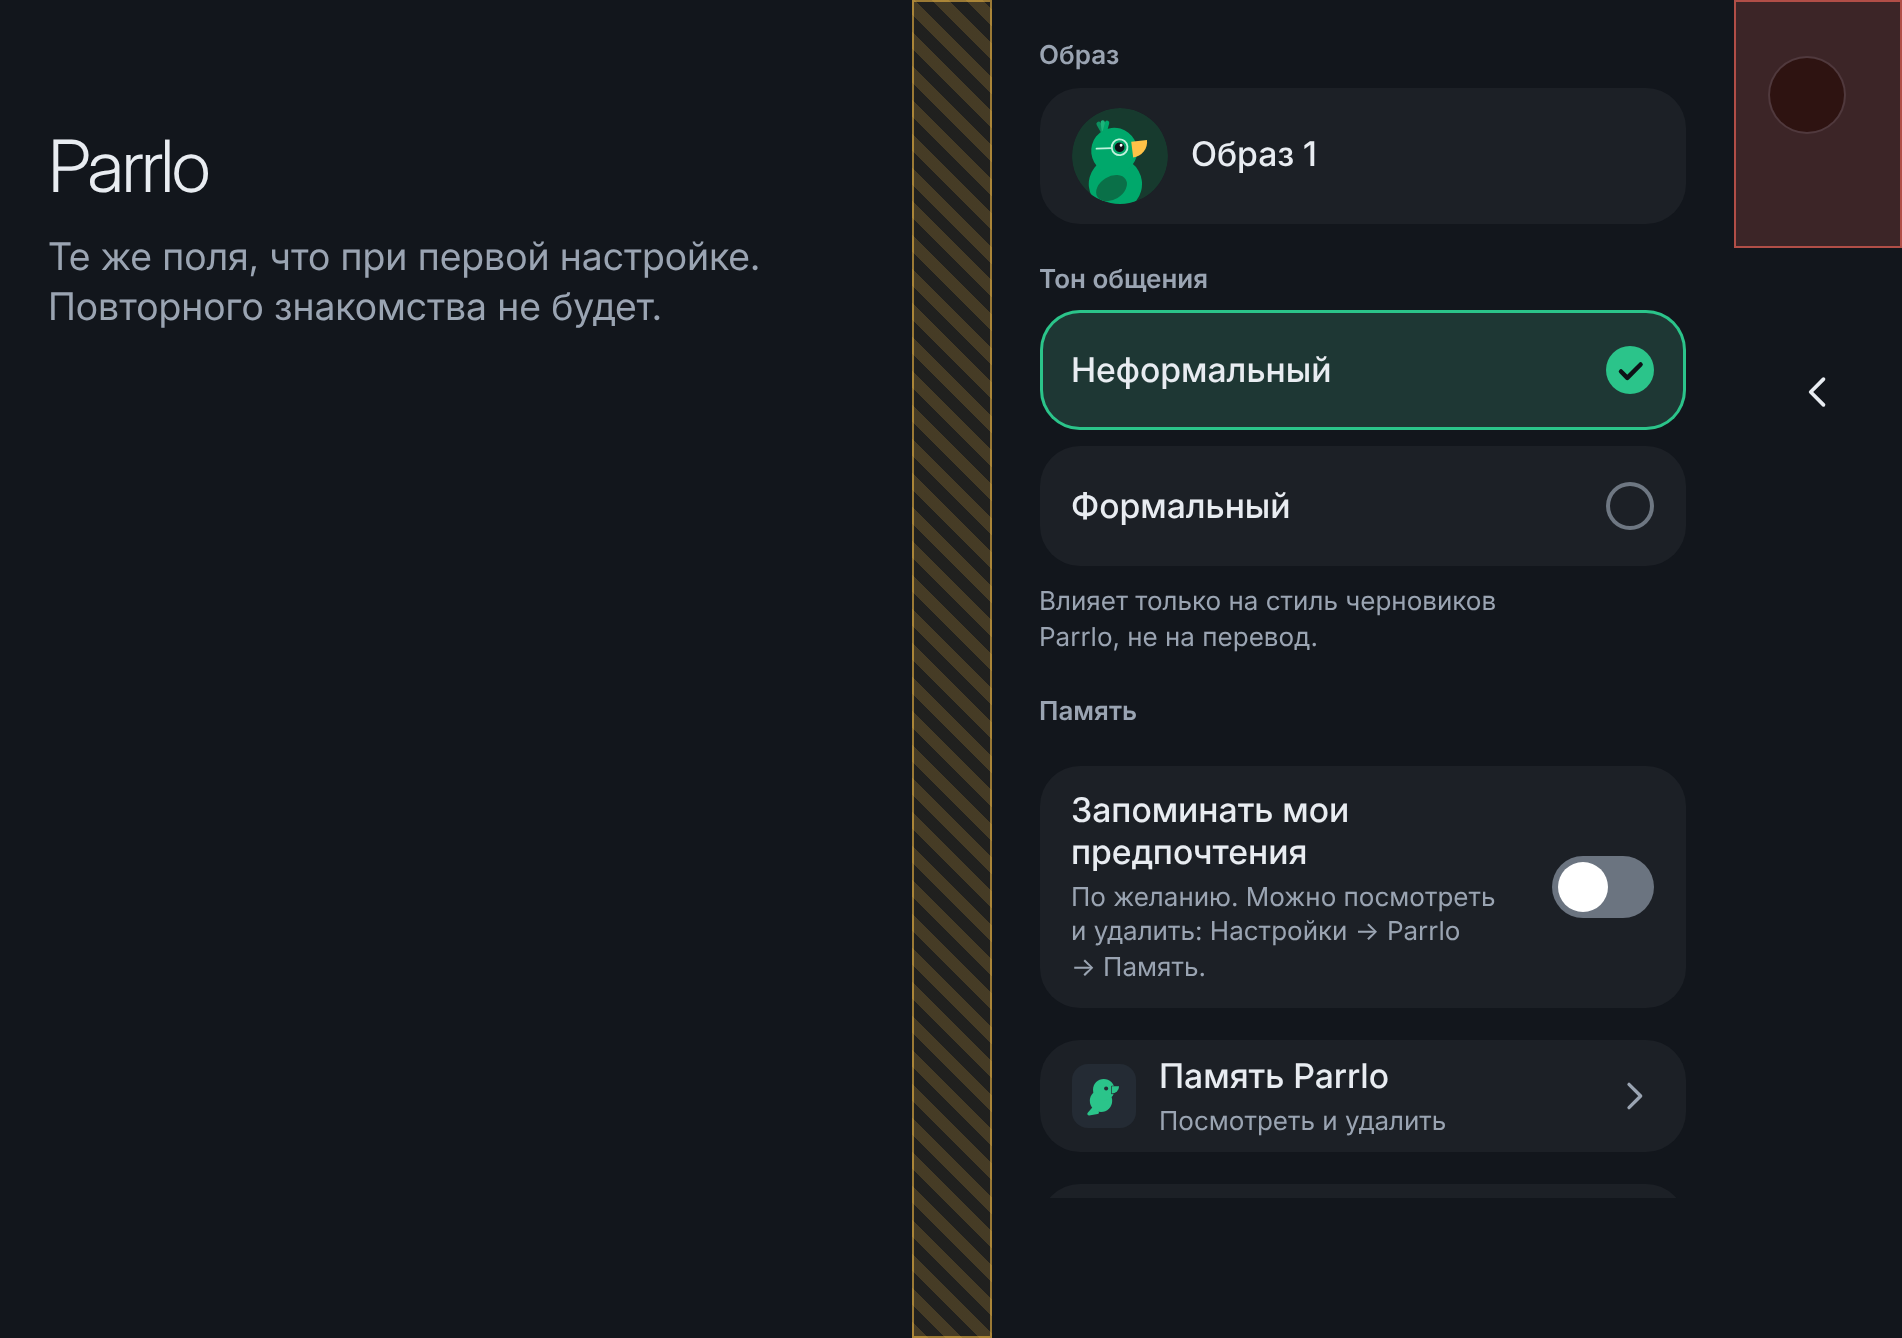 Parrlo
Те же поля, что при первой настройке.
Повторного знакомства не будет.
Образ
Образ 1
Тон общения
Неформальный
Формальный
Влияет только на стиль черновиков
Parrlo, не на перевод.
Память
Запоминать мои
предпочтения
По желанию. Можно посмотреть
и удалить: Настройки → Parrlo
→ Память.
Память Parrlo
Посмотреть и удалить